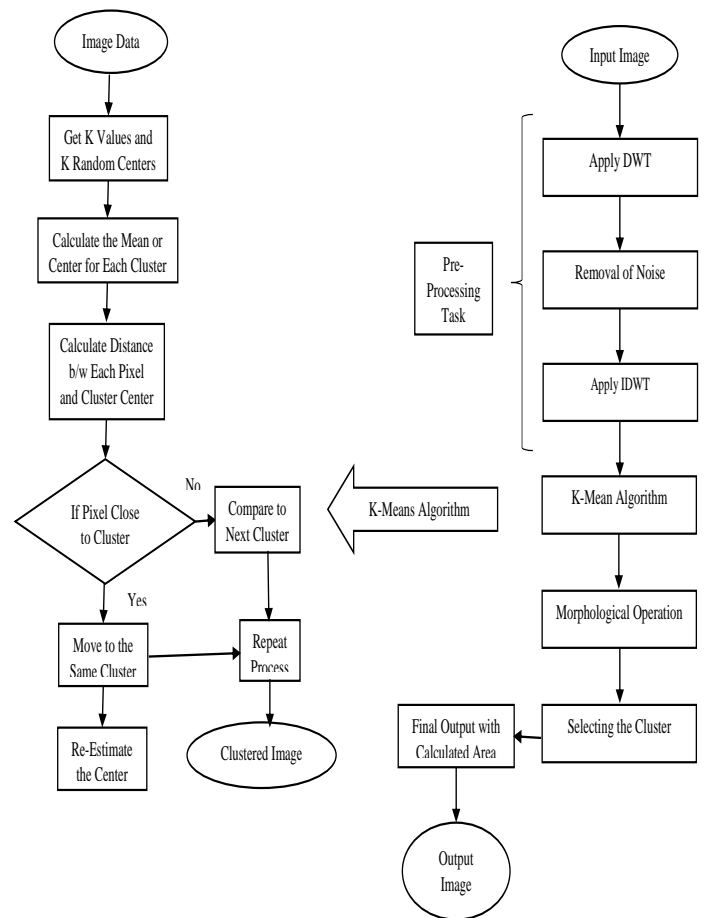 Image Data
Get K Values and
K Random Centers
Calculate the Mean or
Center for Each Cluster
Calculate Distance
b/w Each Pixel
and Cluster Center
If Pixel Close
to Cluster
No
Compare to
Next Cluster
Yes
Move to the
Same Cluster
Repeat
Process
Re-Estimate
the Center
Clustered Image
K-Means Algorithm
Input Image
Pre-
Processing
Task
Apply DWT
Removal of Noise
Apply IDWT
K-Mean Algorithm
Morphological Operation
Selecting the Cluster
Final Output with
Calculated Area
Output
Image